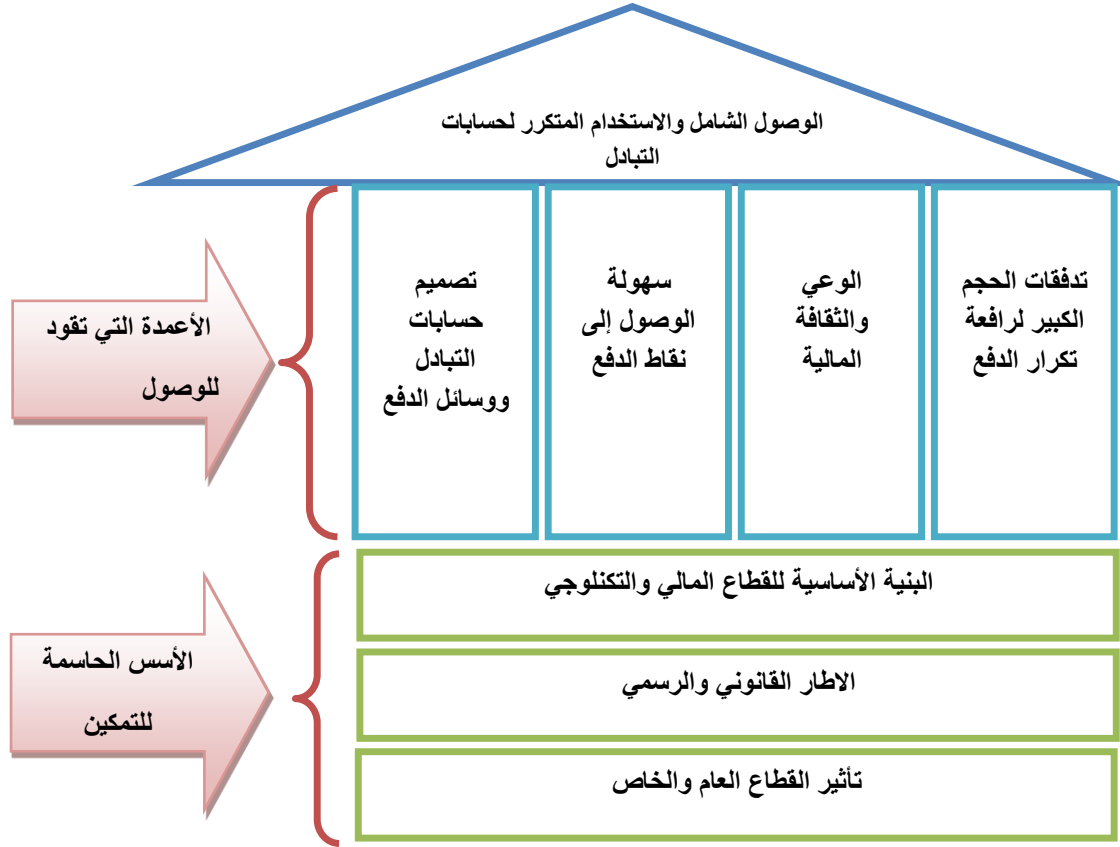 الوصول الشامل والاستخدام المتكرر لحسابات
التبادل
تدفقات الحجم
الكبير لرافعة
تكرار الدفع
الوعي
والثقافة
المالية
سهولة
الوصول إلى
نقاط الدفع
تصميم
حسابات
التبادل
ووسائل الدفع
الأعمدة التي تقود
للوصول
البنية الأساسية للقطاع المالي والتكنلوجي
الاطار القانوني والرسمي
تأثير القطاع العام والخاص
الأسس الحاسمة
للتمكين